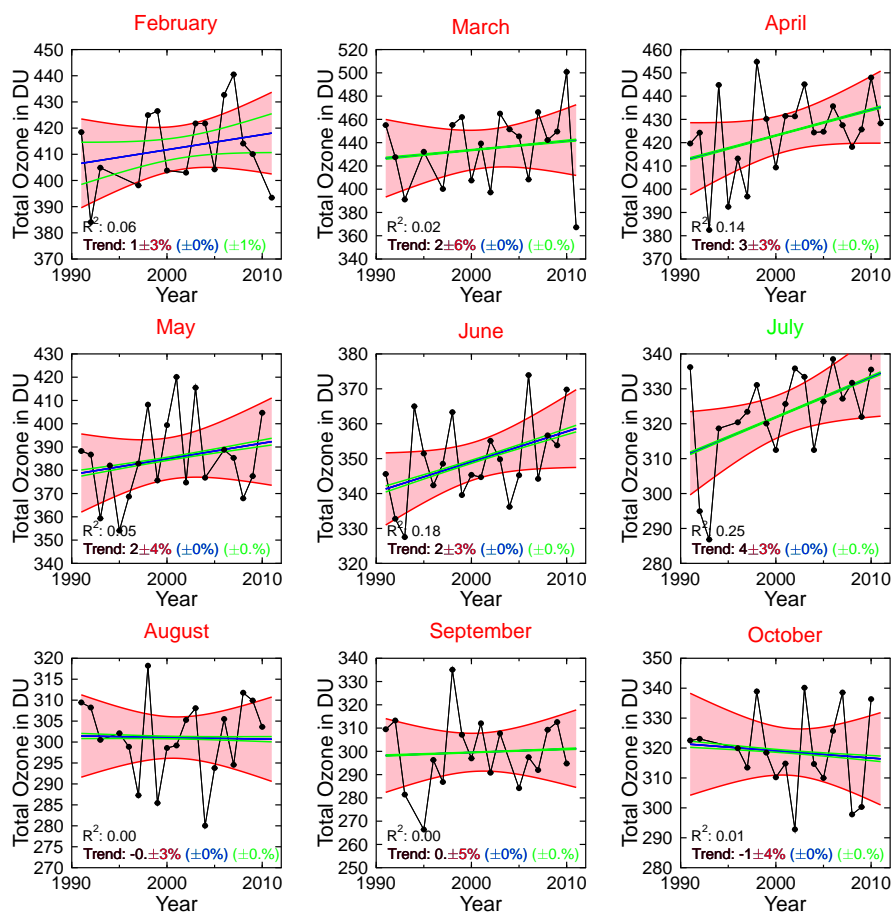 February
Total Ozone in DU
450
440
430
420
410
400
390
380
370
R²: 0.06
Trend: 1±3% (±0%) (±1%)
1990 2000 2010
Year
March
Total Ozone in DU
520
500
480
460
440
420
400
380
360
340
R²: 0.02
Trend: 2±6% (±0%) (±0.%)
1990 2000 2010
Year
April
Total Ozone in DU
460
450
440
430
420
410
400
390
380
370
R²: 0.14
Trend: 3±3% (±0%) (±0.%)
1990 2000 2010
Year
May
Total Ozone in DU
430
420
410
400
390
380
370
360
350
340
R²: 0.05
Trend: 2±4% (±0%) (±0.%)
1990 2000 2010
Year
June
Total Ozone in DU
380
360
340
320
R²: 0.18
Trend: 2±3% (±0%) (±0.%)
1990 2000 2010
Year
July
Total Ozone in DU
340
330
320
310
300
290
280
R²: 0.25
Trend: 4±3% (±0%) (±0.%)
1990 2000 2010
Year
August
Total Ozone in DU
320
310
300
290
280
270
R²: 0.00
Trend: -0.±3% (±0%) (±0.%)
1990 2000 2010
Year
September
Total Ozone in DU
340
330
320
310
300
290
280
270
260
250
R²: 0.00
Trend: 0.±5% (±0%) (±0.%)
1990 2000 2010
Year
October
Total Ozone in DU
350
340
330
320
310
300
290
280
R²: 0.01
Trend: -1±4% (±0%) (±0.%)
1990 2000 2010
Year